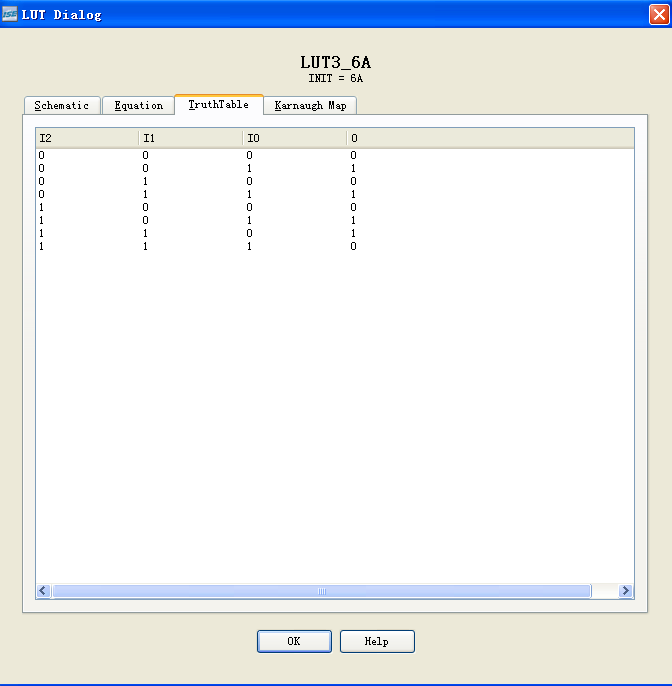 ISE LUT Dialog
LUT3_6A
INIT = 6A
Schematic Equation TruthTable Karnaugh Map
I2 I1 I0 O
0 0 0 0
0 0 1 1
0 1 0 0
0 1 1 1
1 0 0 0
1 0 1 1
1 1 0 1
1 1 1 0
OK Help